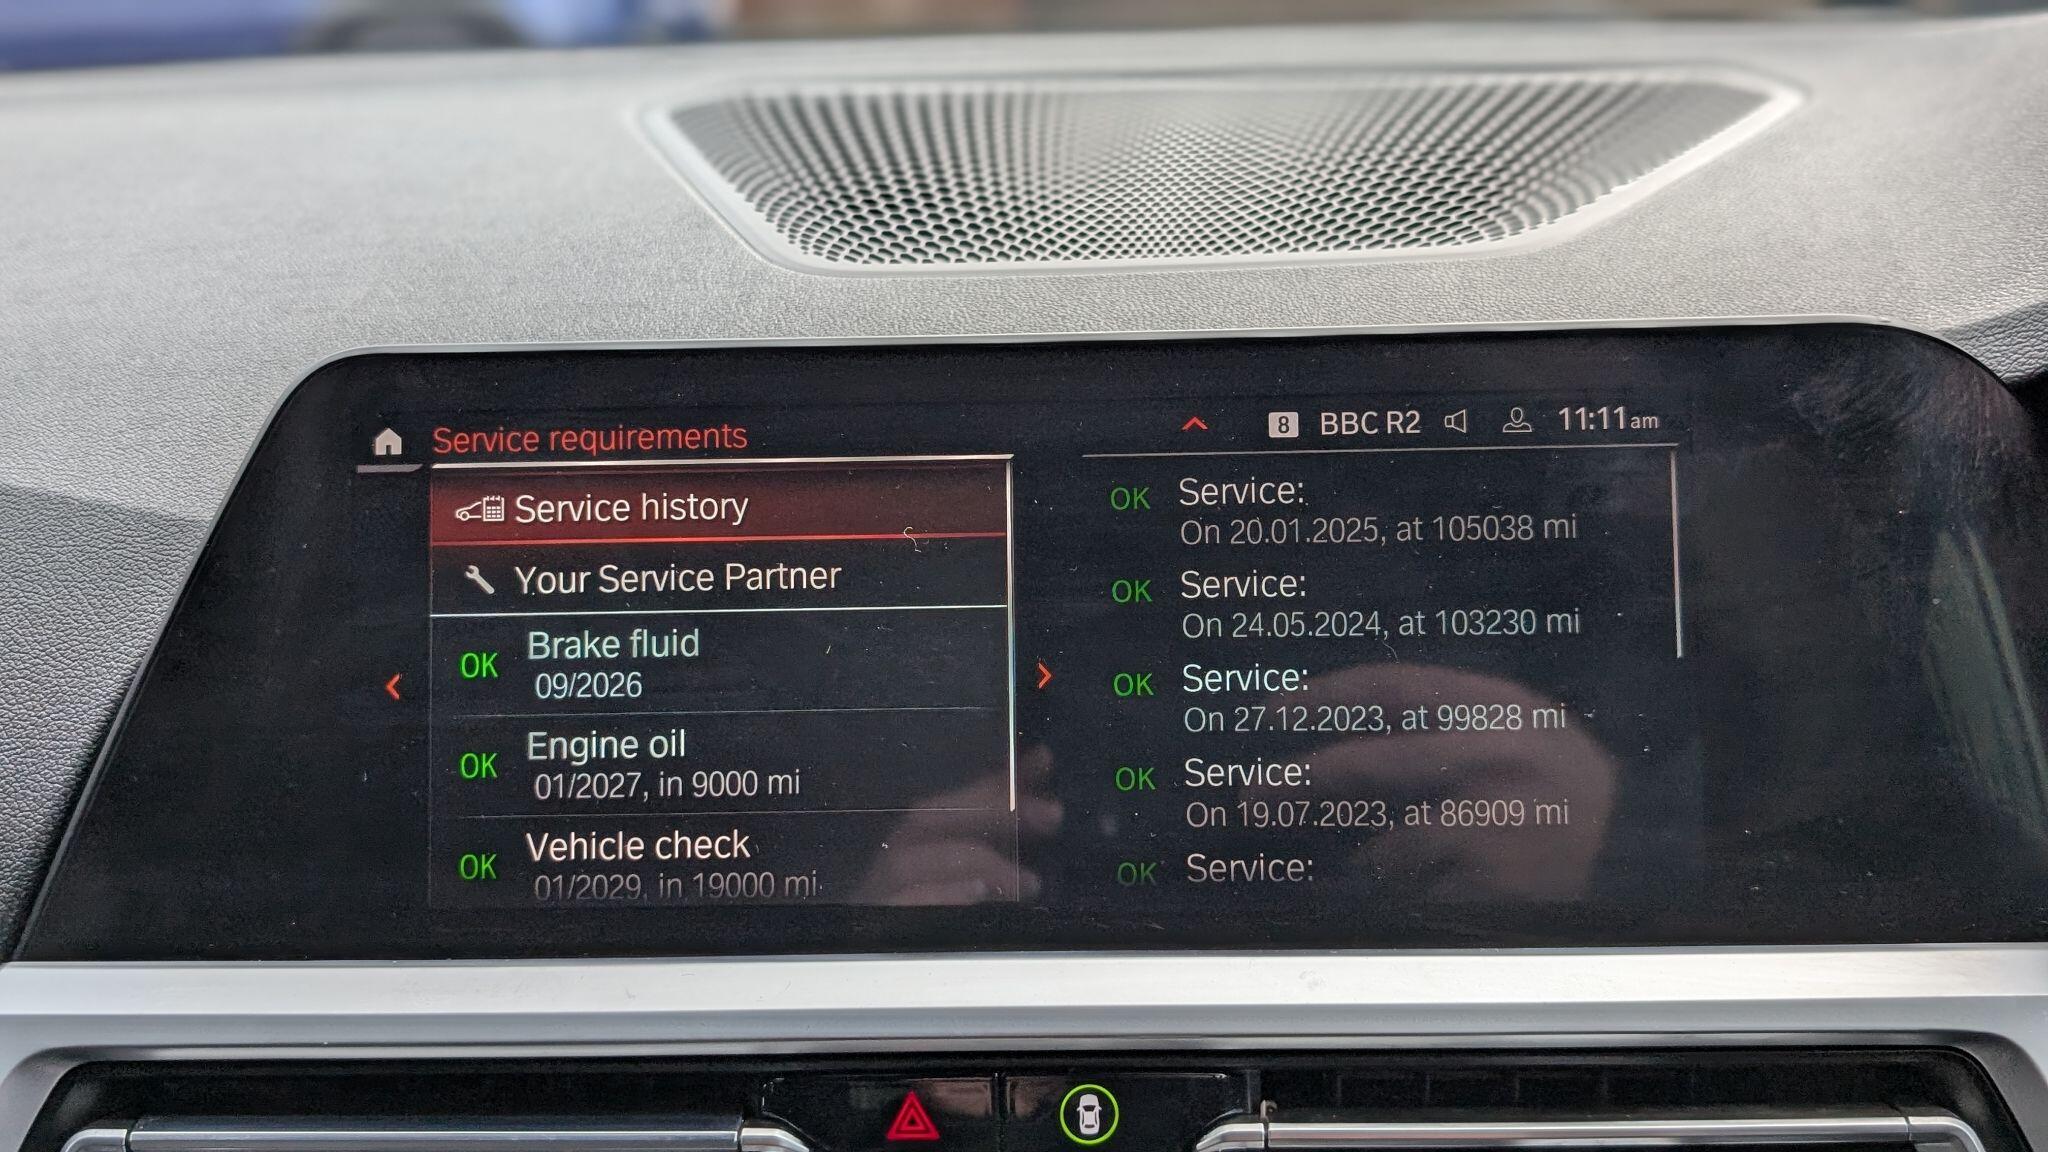 Service requirements
8 BBC R2 11:11am
Service history
Your Service Partner
OK Brake fluid
09/2026
OK Engine oil
01/2027, in 9000 mi
OK Vehicle check
01/2029, in 19000 mi
OK Service:
On 20.01.2025, at 105038 mi
OK Service:
On 24.05.2024, at 103230 mi
OK Service:
On 27.12.2023, at 99828 mi
OK Service:
On 19.07.2023, at 86909 mi
OK Service: